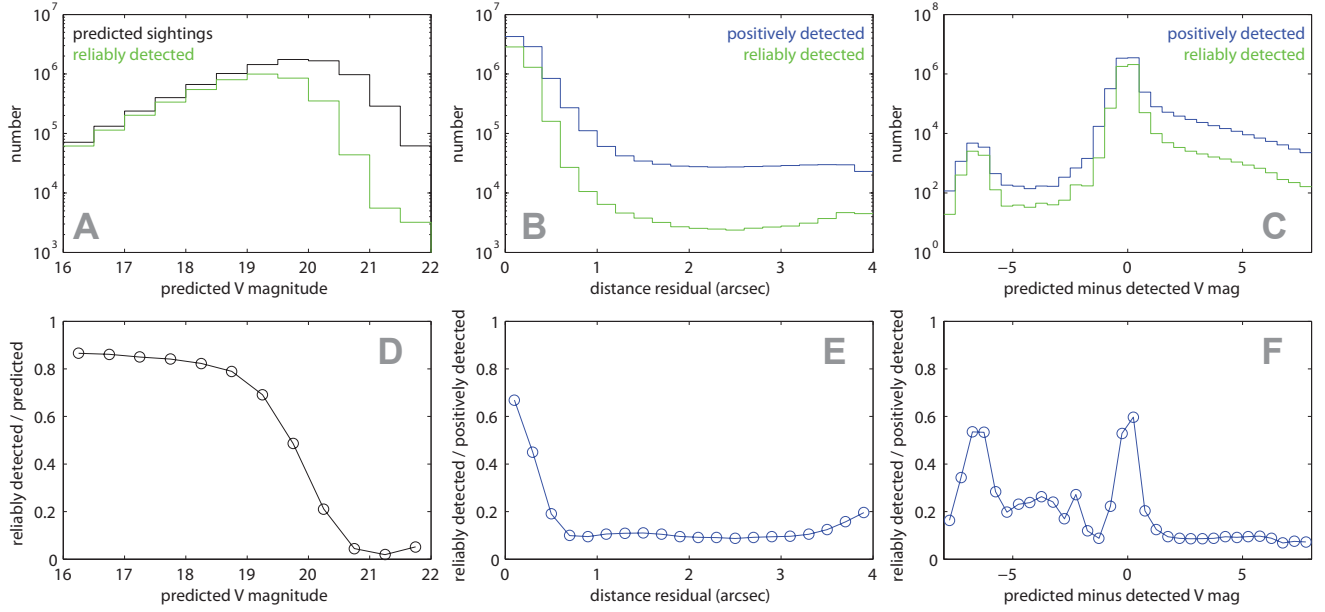 predicted sightings
reliably detected
number
10^7
10^6
10^5
10^4
10^3
A
16 17 18 19 20 21 22
predicted V magnitude
positively detected
reliably detected
number
10^7
10^6
10^5
10^4
10^3
B
0 1 2 3 4
distance residual (arcsec)
positively detected
reliably detected
number
10^8
10^6
10^4
10^2
10^0
C
−5 0 5
predicted minus detected V mag
reliably detected / predicted
1
0.8
0.6
0.4
0.2
0
D
16 17 18 19 20 21 22
predicted V magnitude
reliably detected / positively detected
1
0.8
0.6
0.4
0.2
0
E
0 1 2 3 4
distance residual (arcsec)
reliably detected / positively detected
1
0.8
0.6
0.4
0.2
0
F
−5 0 5
predicted minus detected V mag